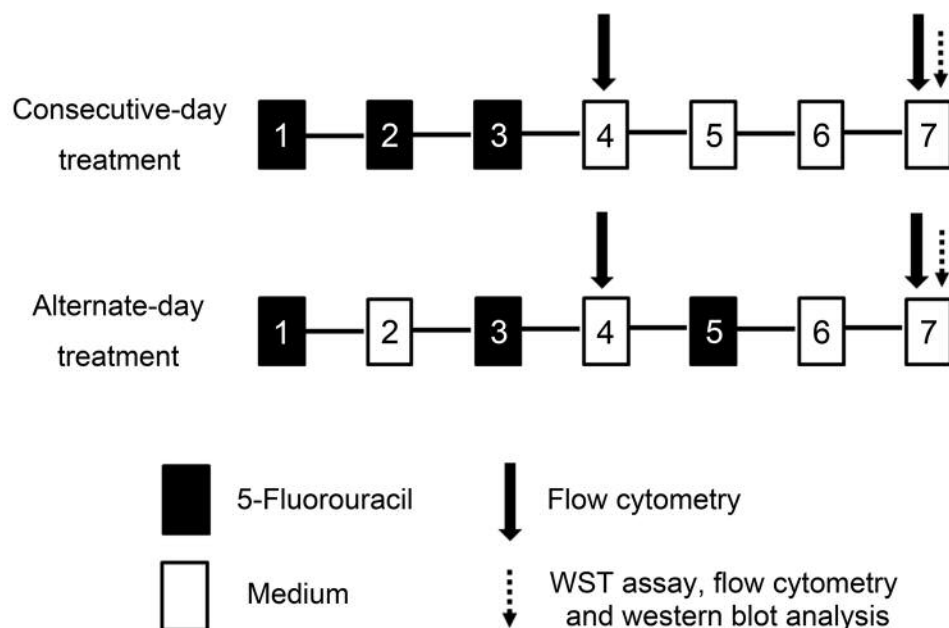 Consecutive-day
treatment
1 2 3 4 5 6 7
Alternate-day
treatment
1 2 3 4 5 6 7
5-Fluorouracil
Flow cytometry
Medium
WST assay, flow cytometry
and western blot analysis